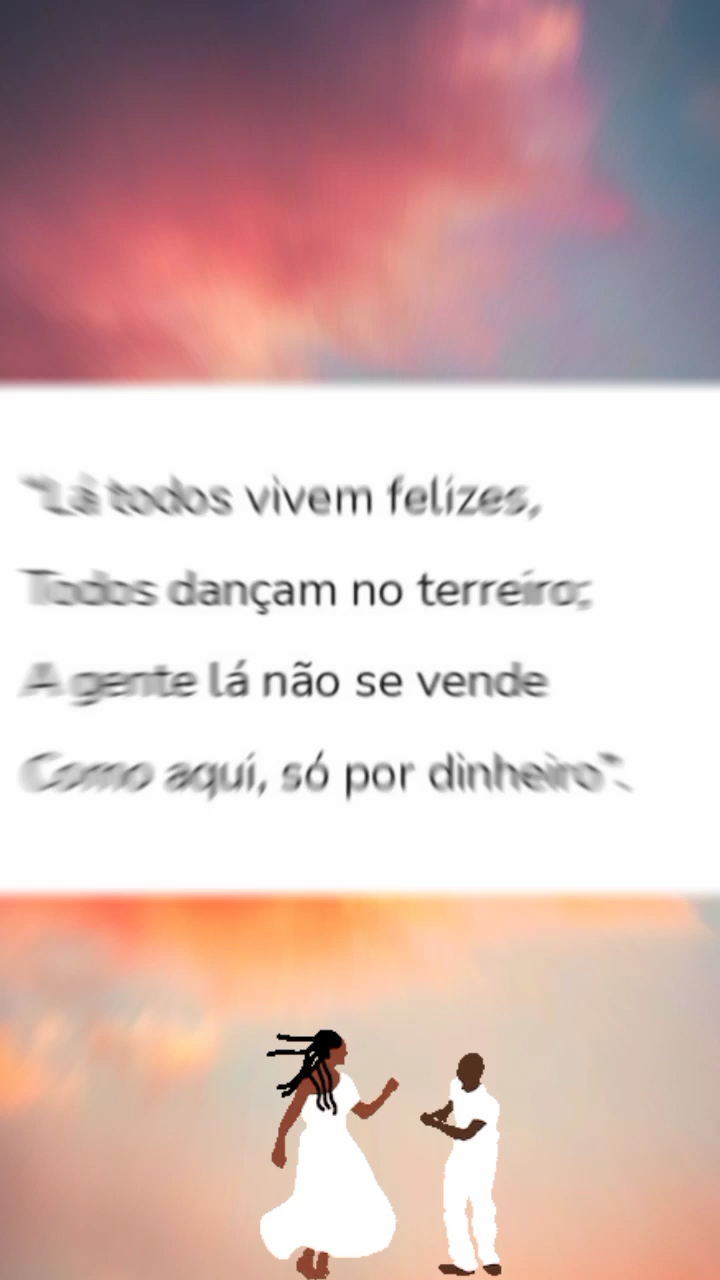 "Lá todos vivem felizes,
Todos dançam no terreiro;
A gente lá não se vende
Como aqui, só por dinheiro".